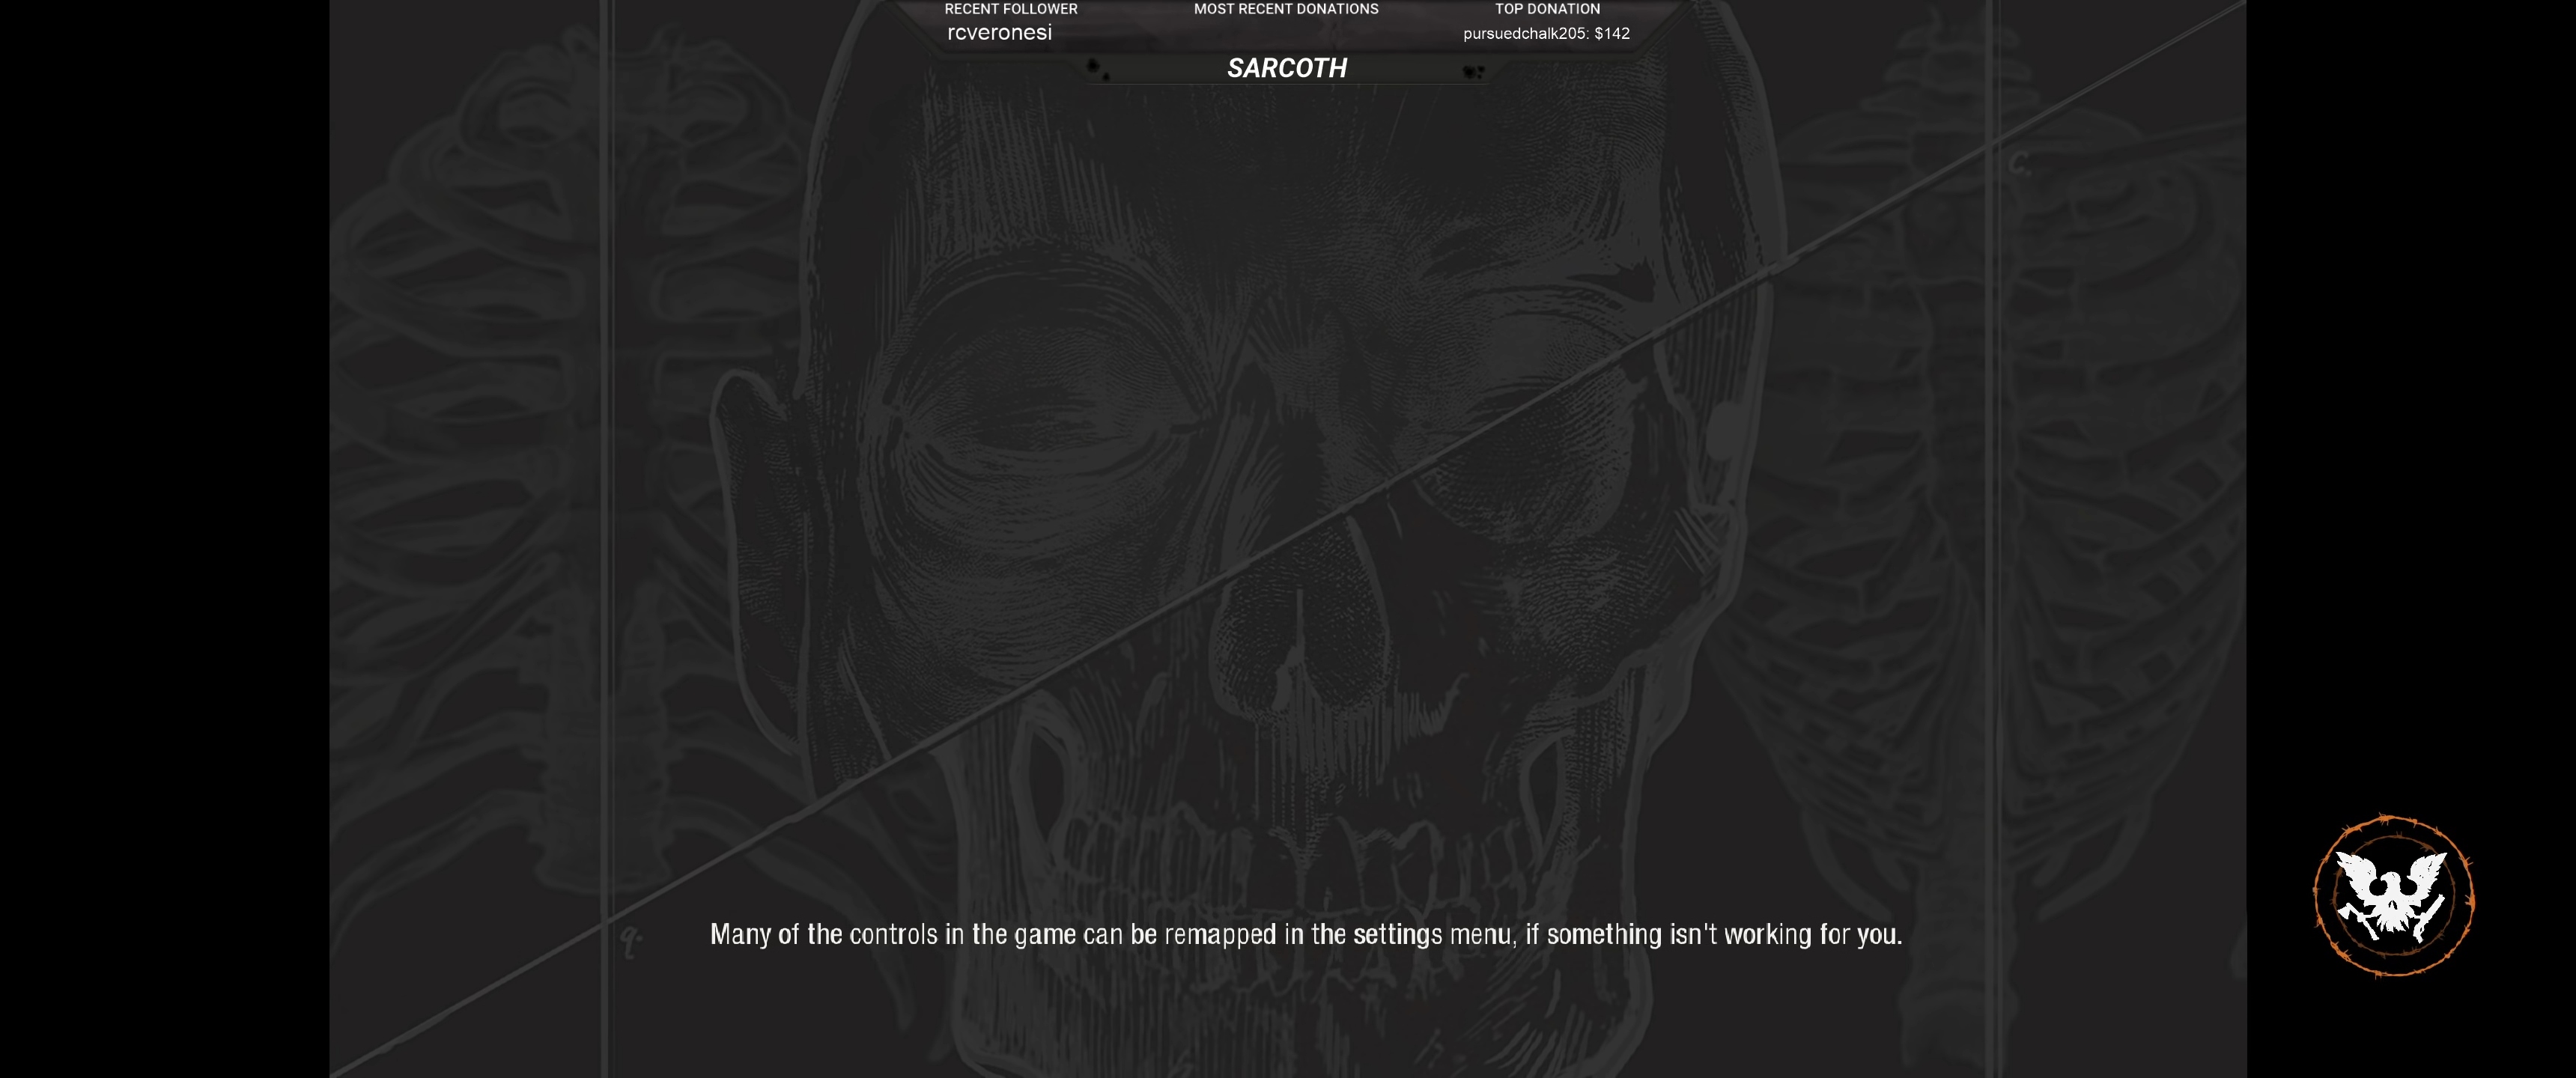 RECENT FOLLOWER MOST RECENT DONATIONS TOP DONATION
rcveronesi pursuedchalk205: $142
SARCOTH
C.
q.
Many of the controls in the game can be remapped in the settings menu, if something isn't working for you.